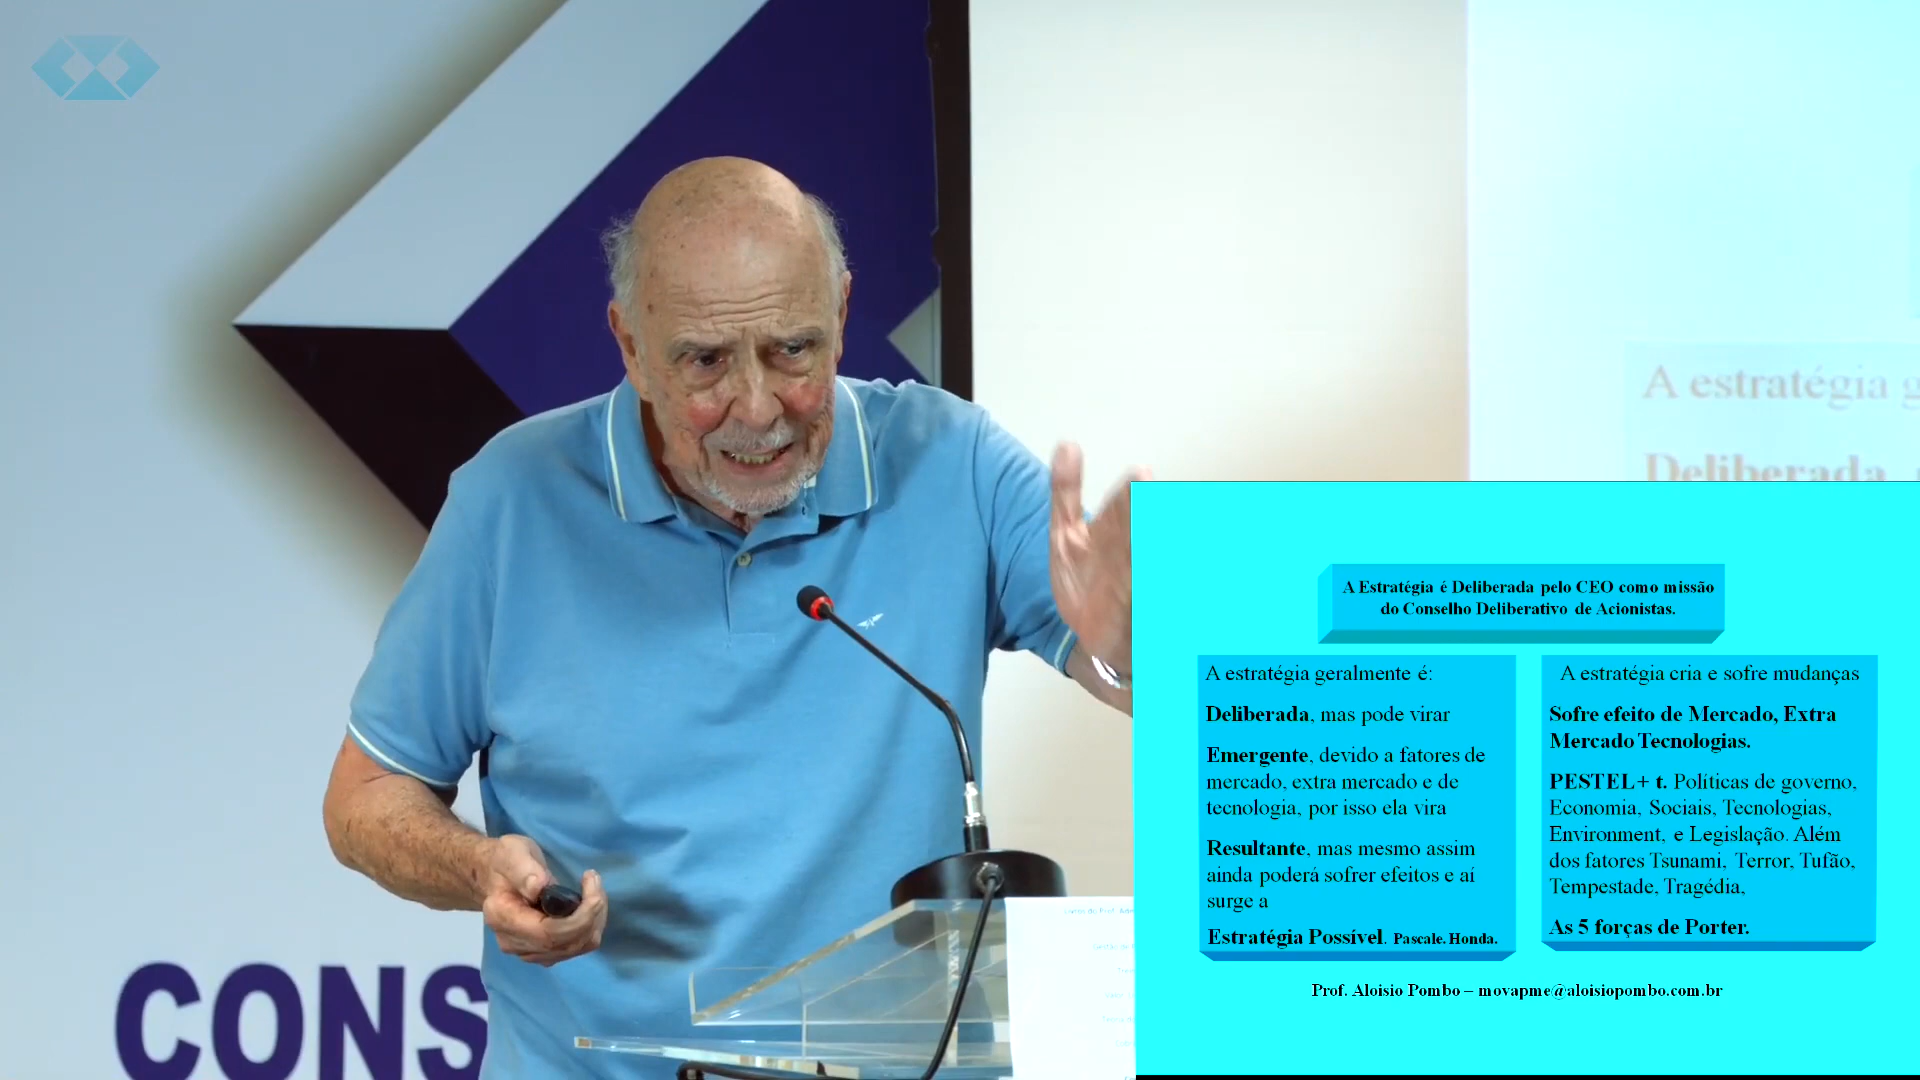 A estratégia g
Deliberada
CONS
A Estratégia é Deliberada pelo CEO como missão
do Conselho Deliberativo de Acionistas.
A estratégia geralmente é:
Deliberada, mas pode virar
Emergente, devido a fatores de
mercado, extra mercado e de
tecnologia, por isso ela vira
Resultante, mas mesmo assim
ainda poderá sofrer efeitos e aí
surge a
Estratégia Possível. Pascale. Honda.
A estratégia cria e sofre mudanças
Sofre efeito de Mercado, Extra
Mercado Tecnologias.
PESTEL+ t. Políticas de governo,
Economia, Sociais, Tecnologias,
Environment, e Legislação. Além
dos fatores Tsunami, Terror, Tufão,
Tempestade, Tragédia,
As 5 forças de Porter.
Prof. Aloisio Pombo – movapme@aloisiopombo.com.br